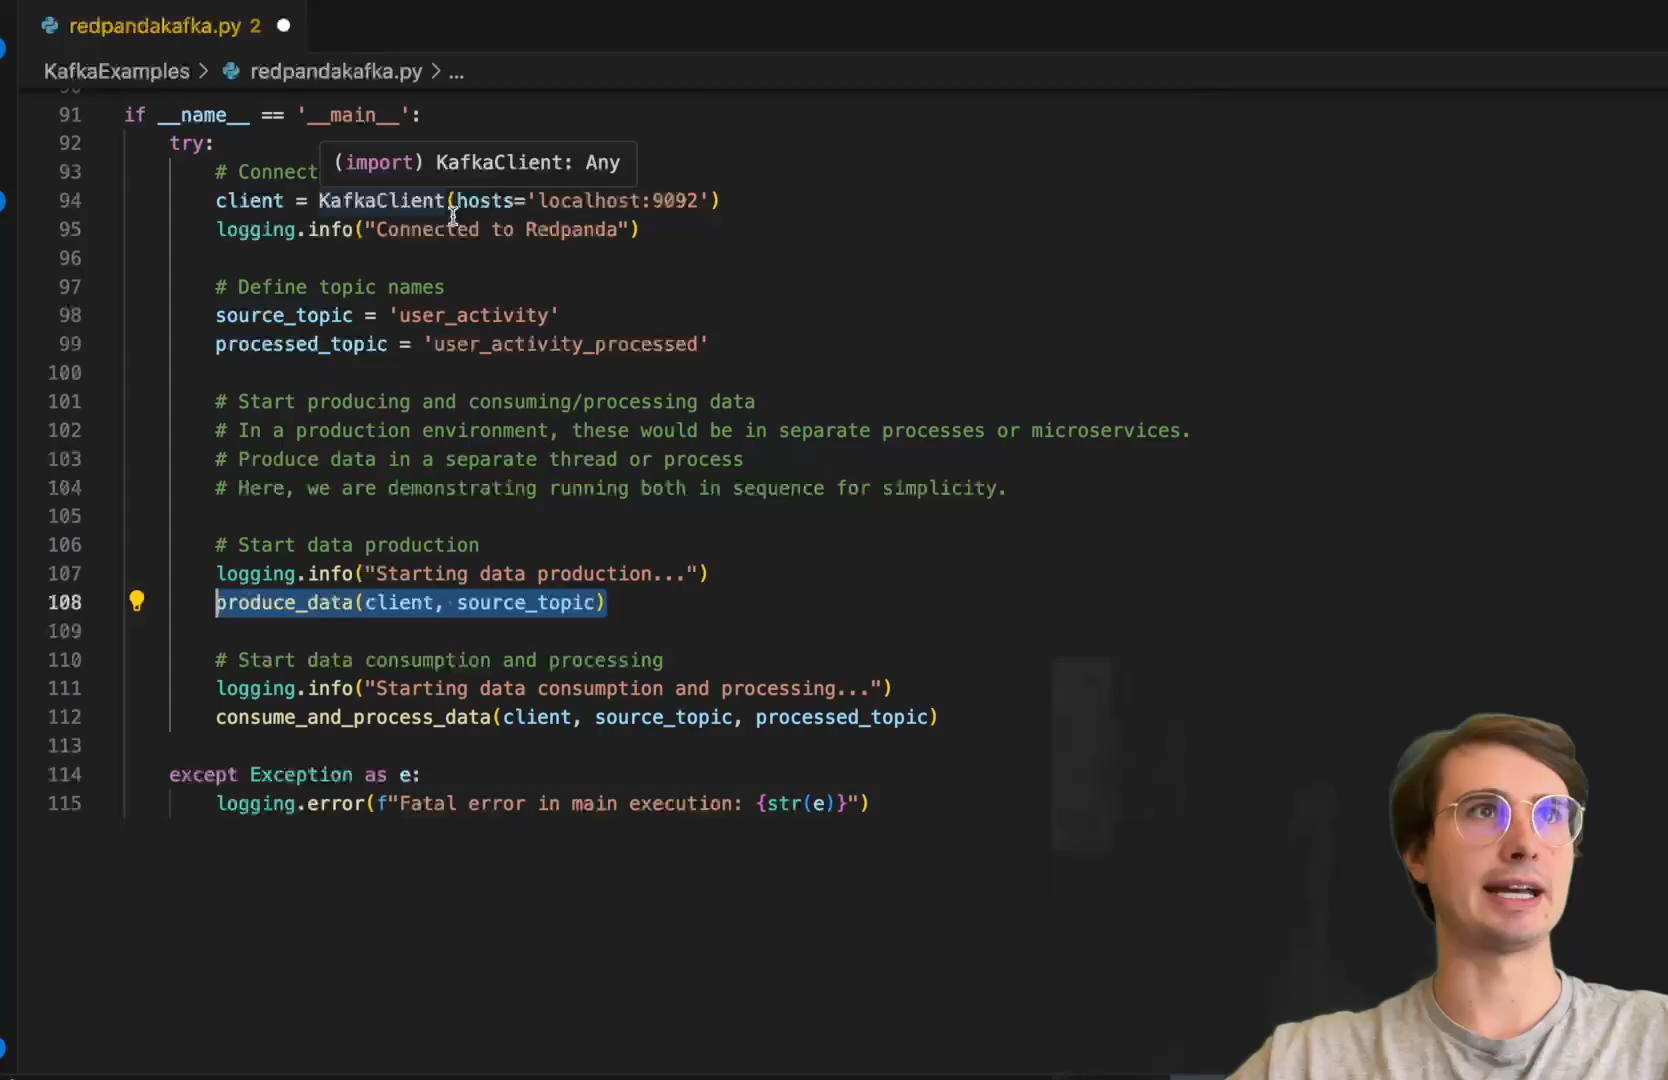 redpandakafka.py 2
KafkaExamples > redpandakafka.py > ...
91 if __name__ == '__main__':
92 try:
(import) KafkaClient: Any
93 # Connect
94 client = KafkaClient(hosts='localhost:9092')
95 logging.info("Connected to Redpanda")
96
97 # Define topic names
98 source_topic = 'user_activity'
99 processed_topic = 'user_activity_processed'
100
101 # Start producing and consuming/processing data
102 # In a production environment, these would be in separate processes or microservices.
103 # Produce data in a separate thread or process
104 # Here, we are demonstrating running both in sequence for simplicity.
105
106 # Start data production
107 logging.info("Starting data production...")
108 produce_data(client, source_topic)
109
110 # Start data consumption and processing
111 logging.info("Starting data consumption and processing...")
112 consume_and_process_data(client, source_topic, processed_topic)
113
114 except Exception as e:
115 logging.error(f"Fatal error in main execution: {str(e)}")